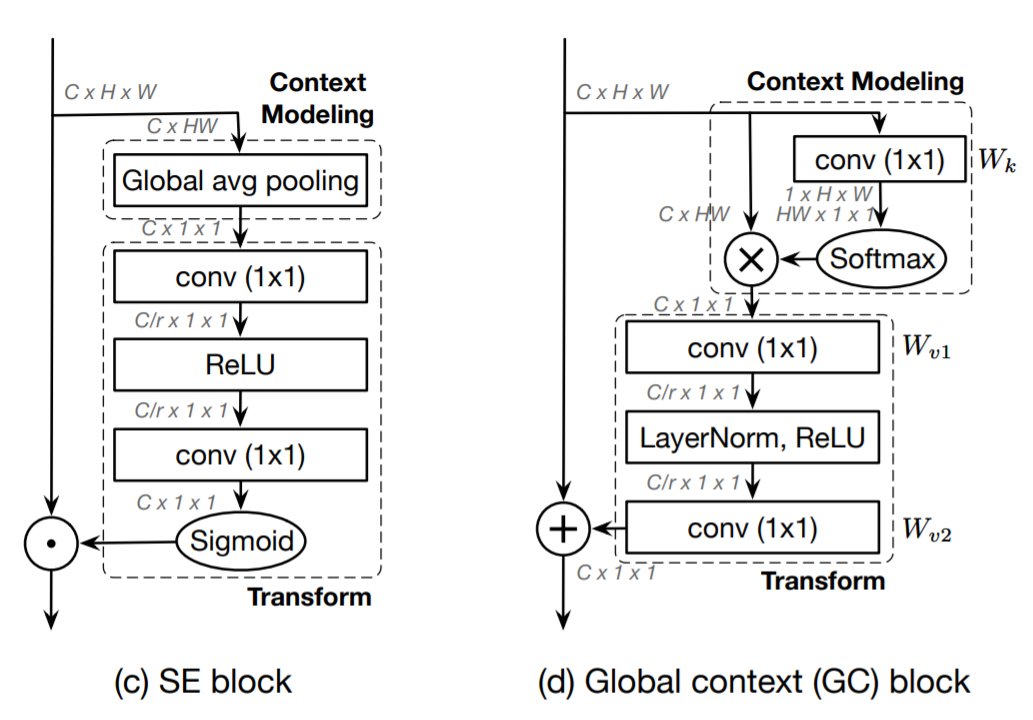 C x H x W
Context
Modeling
C x HW
Global avg pooling
C x 1 x 1
conv (1x1)
C/r x 1 x 1
ReLU
C/r x 1 x 1
conv (1x1)
C x 1 x 1
Sigmoid
Transform
(c) SE block
C x H x W
Context Modeling
conv (1x1)
W_k
1 x H x W
C x HW
HW x 1 x 1
Softmax
C x 1 x 1
conv (1x1)
W_v1
C/r x 1 x 1
LayerNorm, ReLU
C/r x 1 x 1
conv (1x1)
W_v2
C x 1 x 1
Transform
(d) Global context (GC) block